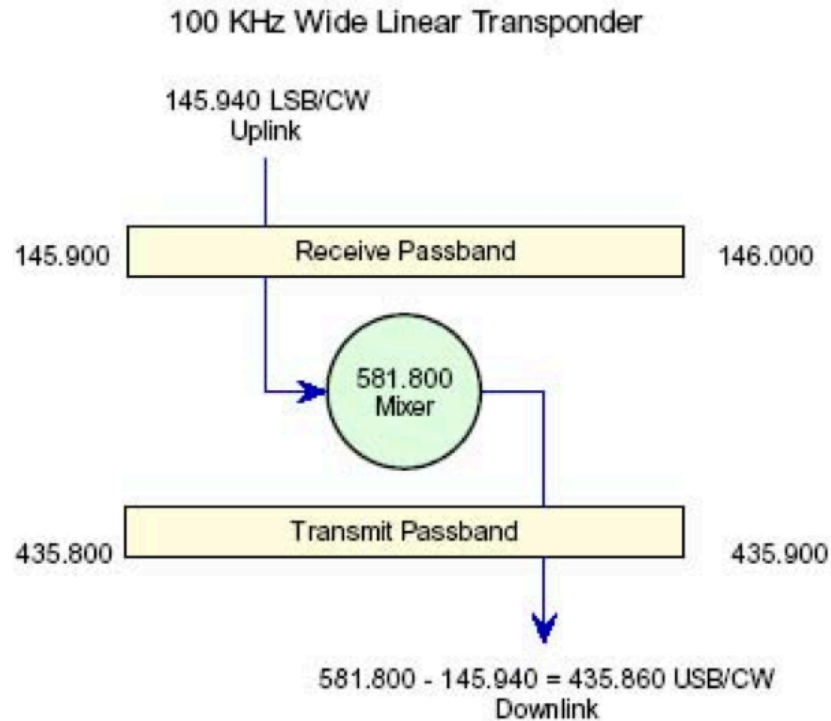 100 KHz Wide Linear Transponder
145.940 LSB/CW
Uplink
145.900
Receive Passband
146.000
581.800
Mixer
435.800
Transmit Passband
435.900
581.800 - 145.940 = 435.860 USB/CW
Downlink